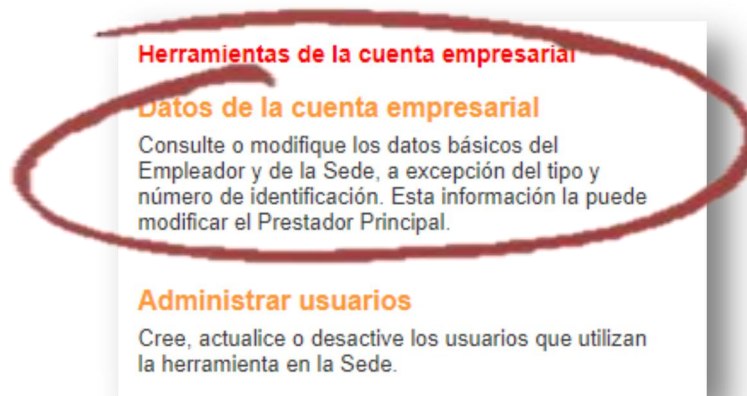 Herramientas de la cuenta empresarial
Datos de la cuenta empresarial
Consulte o modifique los datos básicos del
Empleador y de la Sede, a excepción del tipo y
número de identificación. Esta información la puede
modificar el Prestador Principal.
Administrar usuarios
Cree, actualice o desactive los usuarios que utilizan
la herramienta en la Sede.